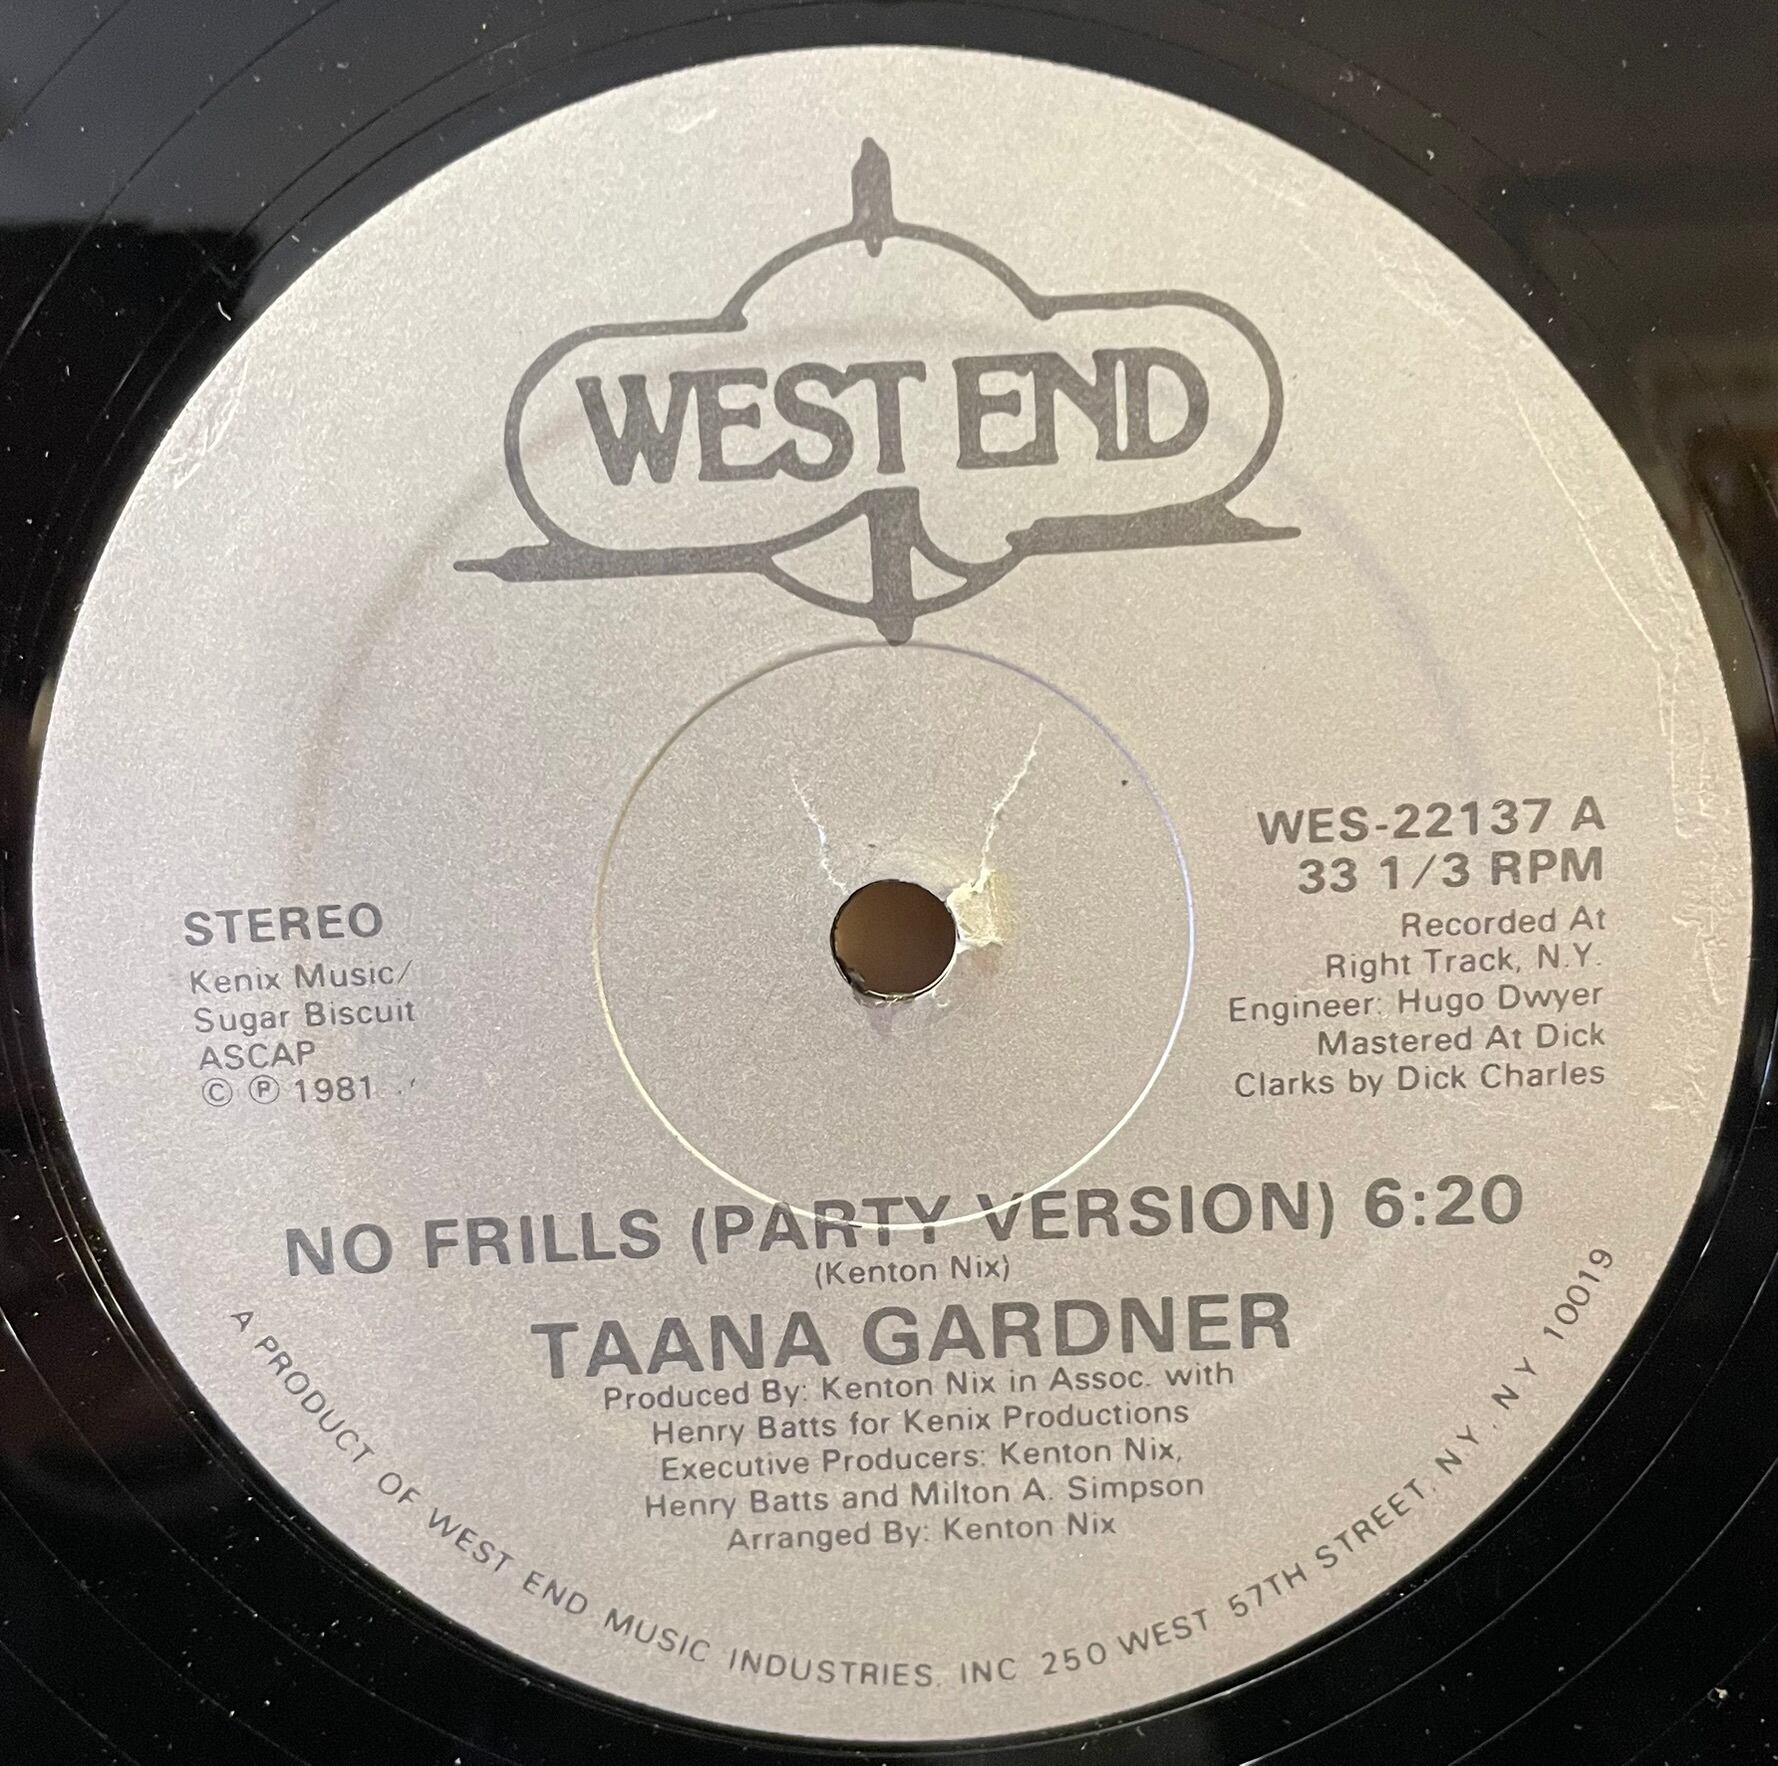 WEST END
WES-22137 A
33 1/3 RPM
STEREO
Kenix Music/
Sugar Biscuit
ASCAP
© ℗ 1981
Recorded At
Right Track, N.Y.
Engineer: Hugo Dwyer
Mastered At Dick
Clarks by Dick Charles
NO FRILLS (PARTY VERSION) 6:20
(Kenton Nix)
TAANA GARDNER
Produced By: Kenton Nix in Assoc. with
Henry Batts for Kenix Productions
Executive Producers: Kenton Nix,
Henry Batts and Milton A. Simpson
Arranged By: Kenton Nix
A PRODUCT OF WEST END MUSIC INDUSTRIES, INC 250 WEST 57TH STREET, N.Y., N Y 10019